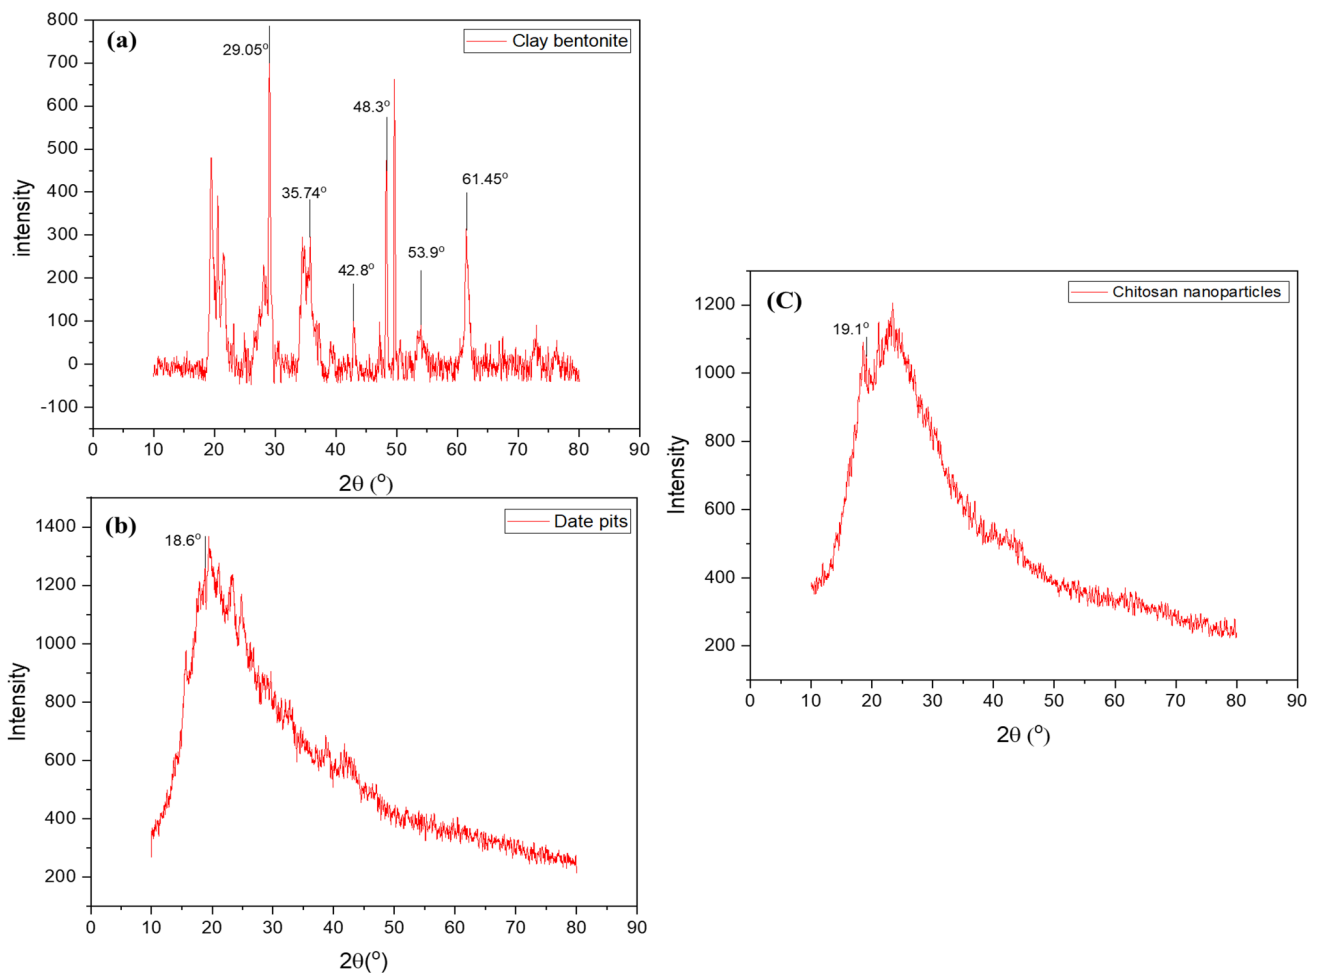 (a)
Clay bentonite
800
700
600
500
400
300
200
100
0
-100
intensity
29.05°
35.74°
42.8°
48.3°
53.9°
61.45°
0 10 20 30 40 50 60 70 80 90
2θ (°)
(b)
Date pits
1400
1200
1000
800
600
400
200
Intensity
18.6°
0 10 20 30 40 50 60 70 80 90
2θ(°)
(C)
Chitosan nanoparticles
1200
1000
800
600
400
200
Intensity
19.1°
0 10 20 30 40 50 60 70 80 90
2θ (°)